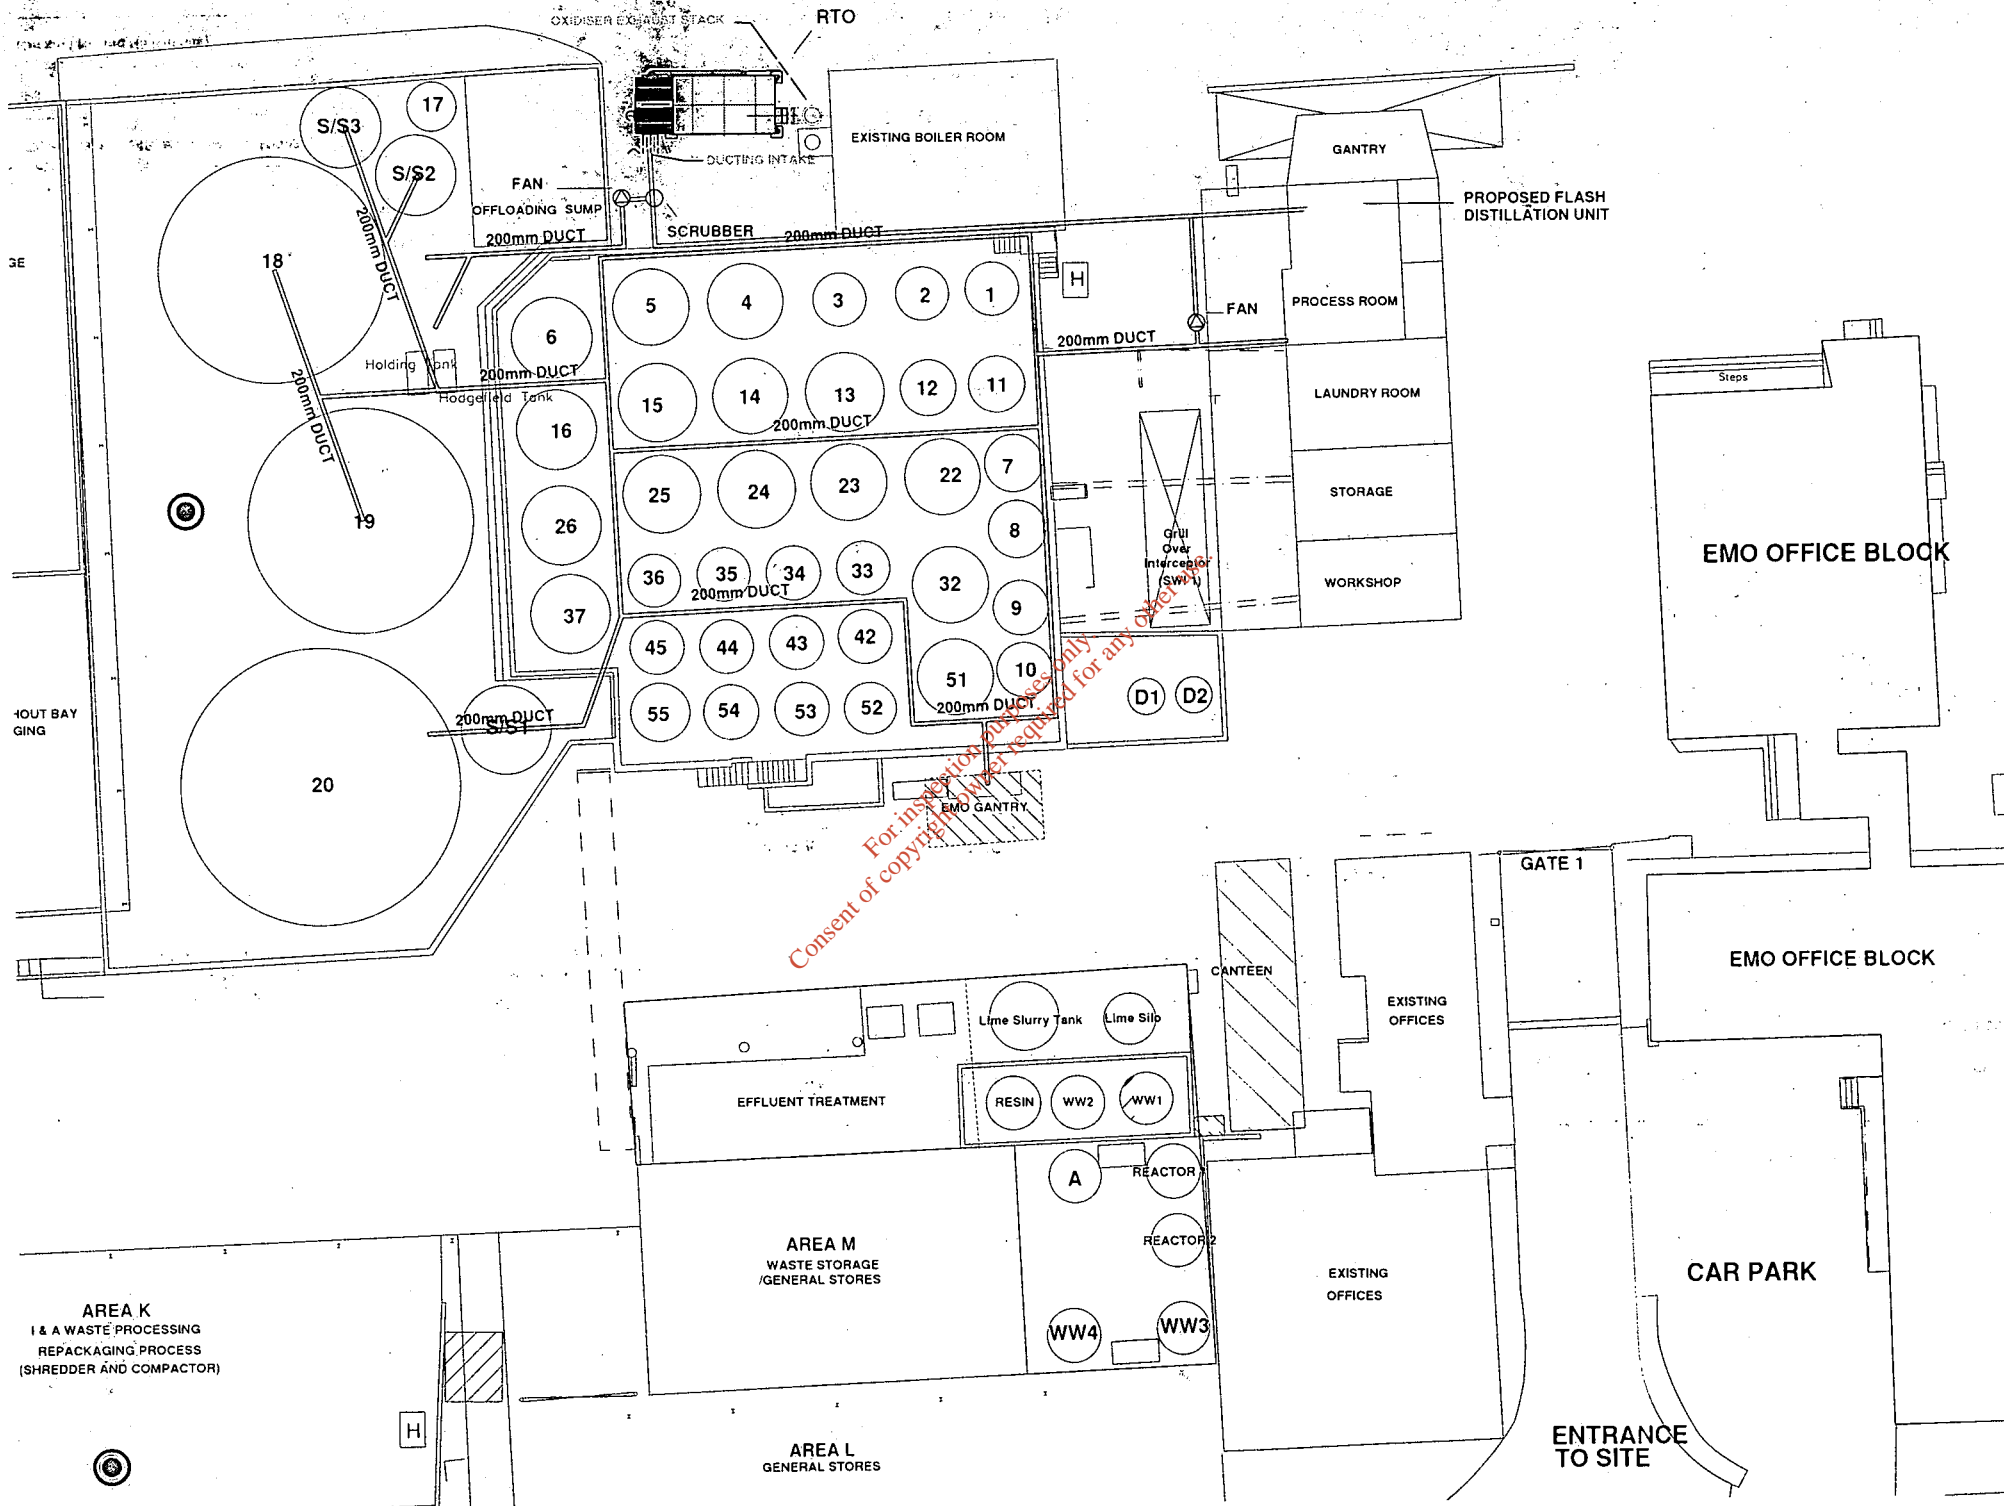 OXIDISER EXHAUST STACK
RTO
S/S3
17
S/S2
FAN
OFFLOADING SUMP
200mm DUCT
DUCTING INTAKE
SCRUBBER
200mm DUCT
EXISTING BOILER ROOM
GANTRY
PROPOSED FLASH
DISTILLATION UNIT
PROCESS ROOM
FAN
200mm DUCT
H
LAUNDRY ROOM
STORAGE
WORKSHOP
18
200mm DUCT
200mm DUCT
Holding Tank
Hodgefield Tank
200mm DUCT
6
5
4
3
2
1
16
15
14
13
12
11
200mm DUCT
19
26
25
24
23
22
7
8
37
36
35
34
33
32
9
200mm DUCT
45
44
43
42
51
10
55
54
53
52
200mm DUCT
200mm DUCT
S/S1
20
D1
D2
Grill
Over
Interceptor
(SW 1)
EMO GANTRY
For inspection purposes only.
Consent of copyright owner required for any other use.
Steps
EMO OFFICE BLOCK
GATE 1
EMO OFFICE BLOCK
GE
HOUT BAY
GING
CANTEEN
EXISTING
OFFICES
Lime Slurry Tank
Lime Silo
EFFLUENT TREATMENT
RESIN
WW2
WW1
A
REACTOR
REACTOR 2
WW4
WW3
AREA M
WASTE STORAGE
/GENERAL STORES
EXISTING
OFFICES
CAR PARK
AREA K
I & A WASTE PROCESSING
REPACKAGING PROCESS
(SHREDDER AND COMPACTOR)
H
AREA L
GENERAL STORES
ENTRANCE
TO SITE